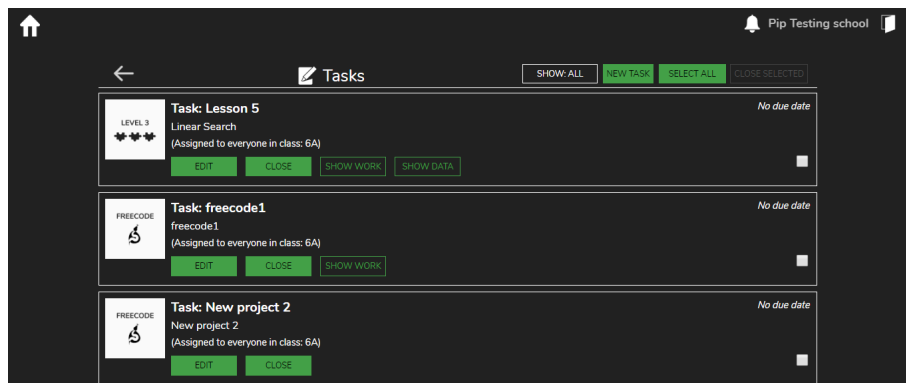 Pip Testing school
Tasks
SHOW: ALL
NEW TASK
SELECT ALL
CLOSE SELECTED
LEVEL 3
Task: Lesson 5
No due date
Linear Search
(Assigned to everyone in class: 6A)
EDIT
CLOSE
SHOW WORK
SHOW DATA
FREECODE
Task: freecode1
No due date
freecode1
(Assigned to everyone in class: 6A)
EDIT
CLOSE
SHOW WORK
FREECODE
Task: New project 2
No due date
New project 2
(Assigned to everyone in class: 6A)
EDIT
CLOSE